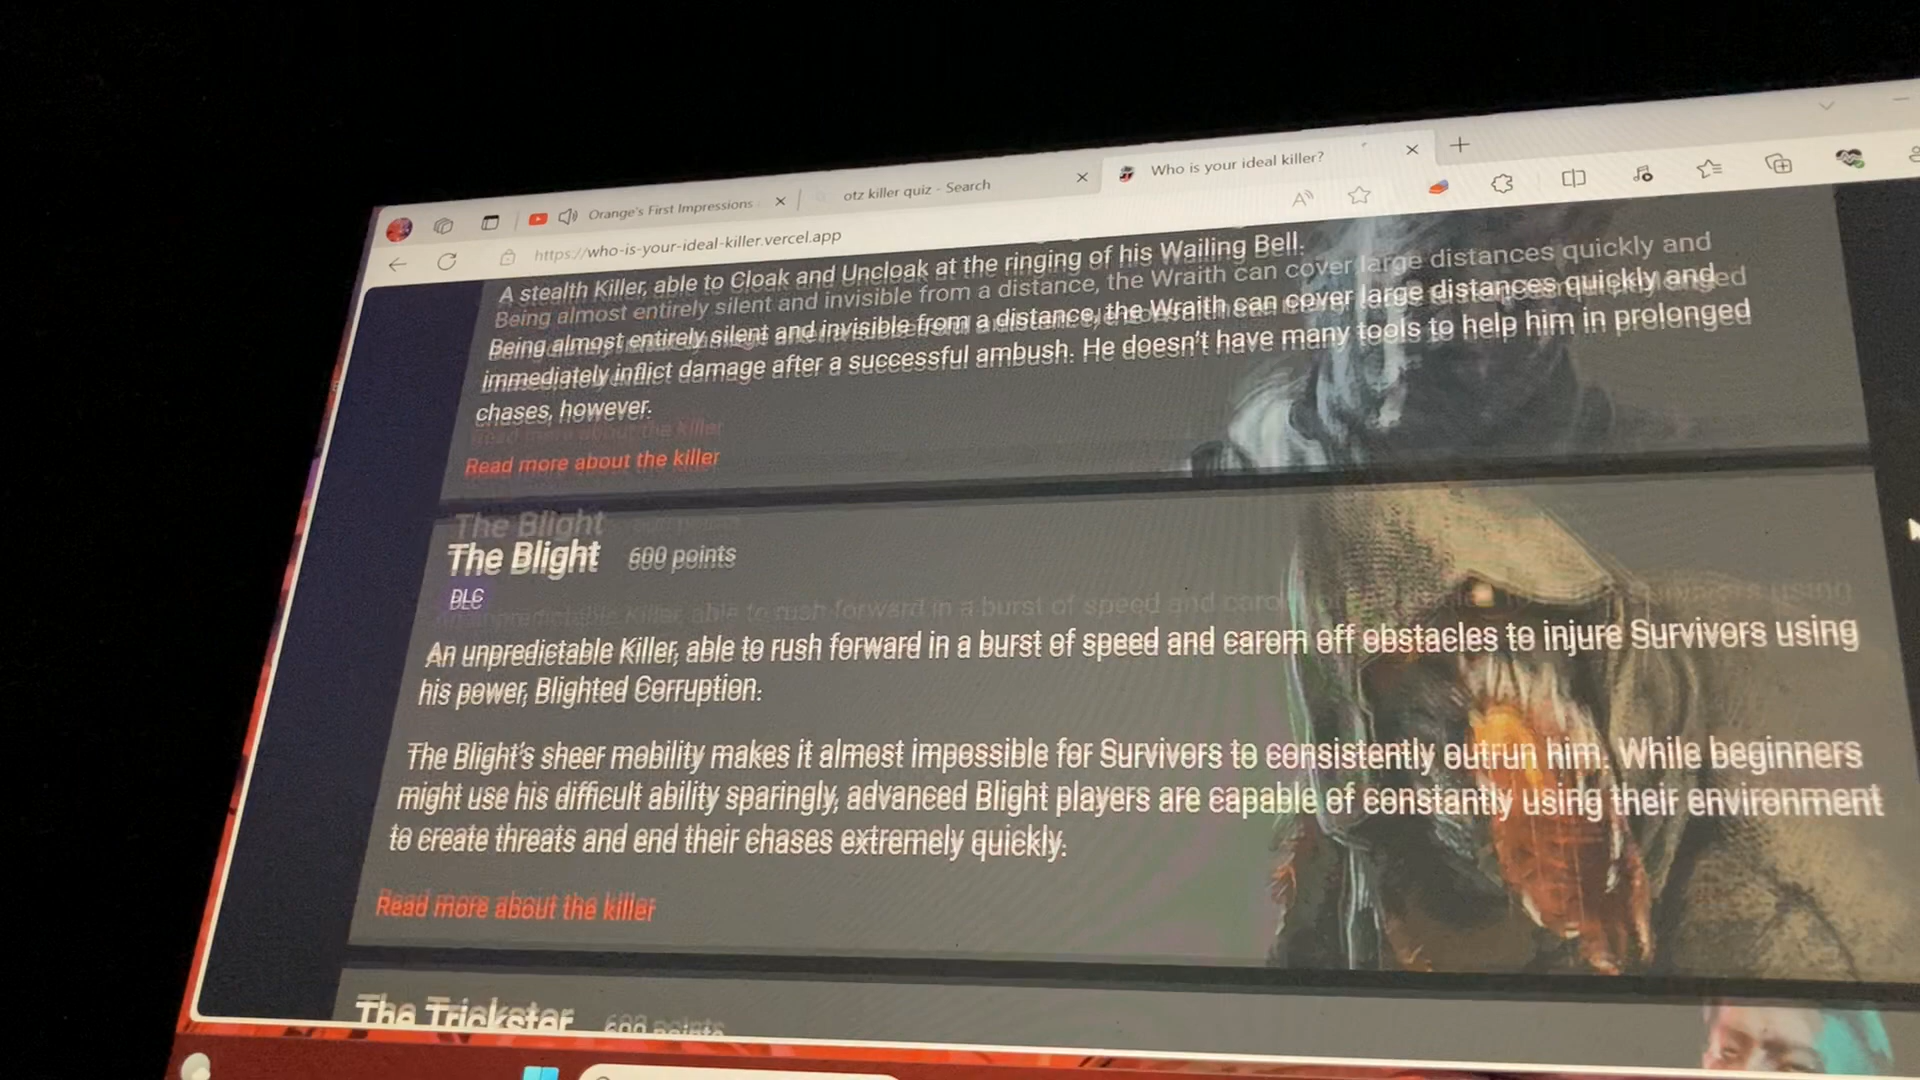 Orange's First Impressions
otz killer quiz - Search
Who is your ideal killer?
https://who-is-your-ideal-killer.vercel.app
A stealth Killer, able to Cloak and Uncloak at the ringing of his Wailing Bell.
Being almost entirely silent and invisible from a distance, the Wraith can cover large distances quickly and
immediately inflict damage after a successful ambush. He doesn't have many tools to help him in prolonged
chases, however.
Read more about the killer
The Blight 600 points
DLC
An unpredictable Killer, able to rush forward in a burst of speed and carom off obstacles to injure Survivors using
his power, Blighted Corruption.
The Blight's sheer mobility makes it almost impossible for Survivors to consistently outrun him. While beginners
might use his difficult ability sparingly, advanced Blight players are capable of constantly using their environment
to create threats and end their chases extremely quickly.
Read more about the killer
The Trickster 600 points